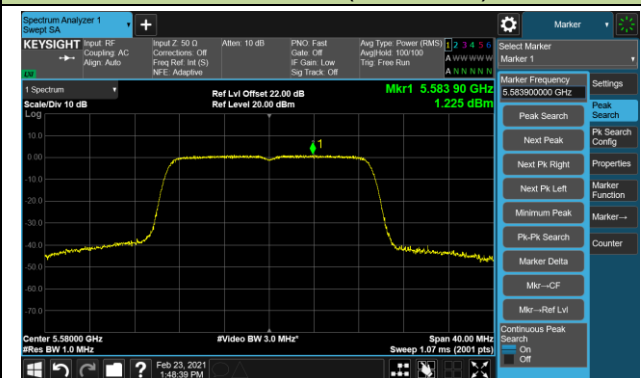 Spectrum Analyzer 1
Swept SA
+
Marker
KEYSIGHT
Input: RF
Coupling: AC
Align: Auto
Input Z: 50 Ω
Corrections: Off
Freq Ref: Int (S)
NFE: Adaptive
Atten: 10 dB
PNO: Fast
Gate: Off
IF Gain: Low
Sig Track: Off
Avg Type: Power (RMS)
Avg|Hold: 100/100
Trig: Free Run
1 2 3 4 5 6
A W W W W W
A N N N N N
Select Marker
Marker 1
1 Spectrum
Scale/Div 10 dB
Log
Ref Lvl Offset 22.00 dB
Ref Level 20.00 dBm
Mkr1 5.583 90 GHz
1.225 dBm
Marker Frequency
5.583900000 GHz
Settings
Peak Search
Next Peak
Next Pk Right
Next Pk Left
Minimum Peak
Pk-Pk Search
Marker Delta
Mkr→CF
Mkr→Ref Lvl
Continuous Peak
Search
On
Off
Peak
Search
Pk Search
Config
Properties
Marker
Function
Marker→
Counter
10.0
0.00
-10.0
-20.0
-30.0
-40.0
-50.0
-60.0
-70.0
1
Center 5.58000 GHz
#Res BW 1.0 MHz
#Video BW 3.0 MHz*
Span 40.00 MHz
Sweep 1.07 ms (2001 pts)
?
Feb 23, 2021
1:48:39 PM